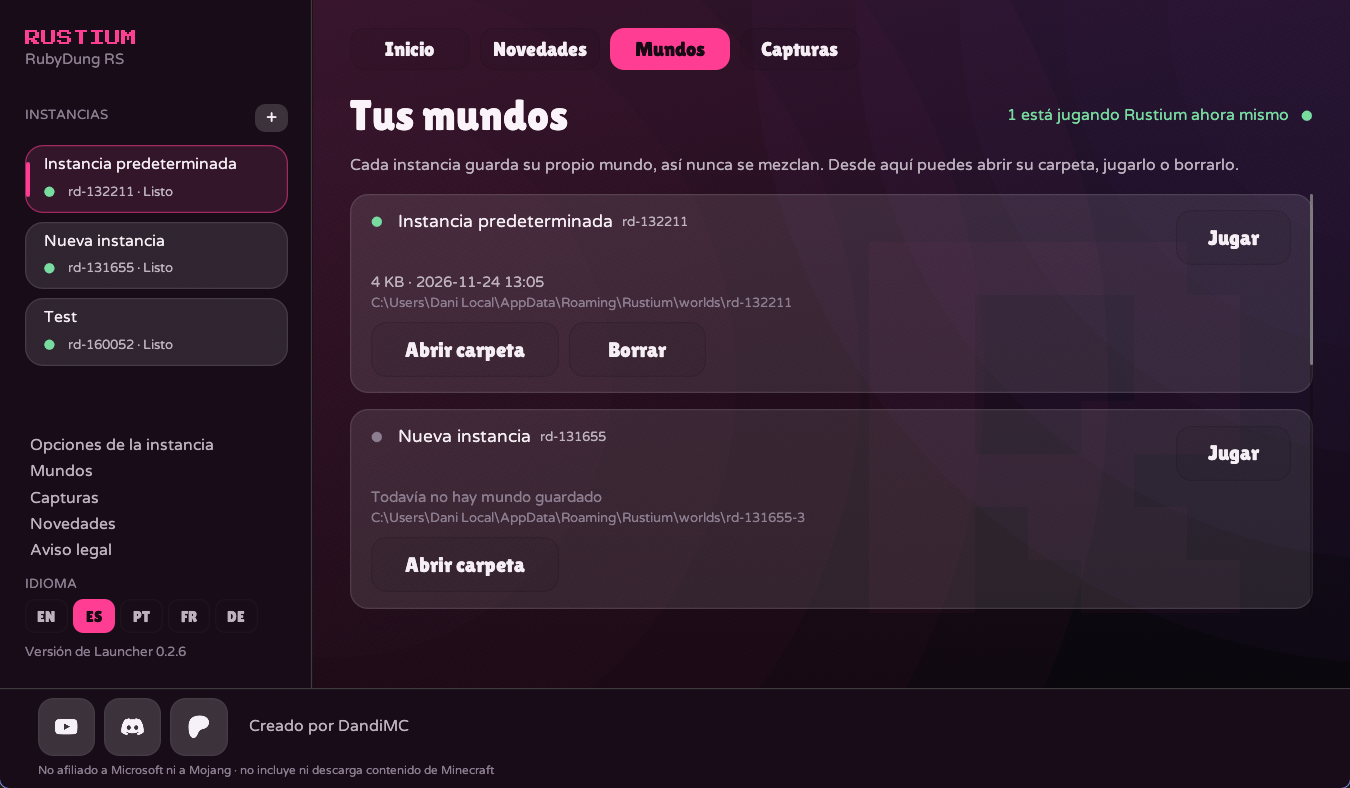 RUSTIUM
RubyDung RS
INSTANCIAS
+
Instancia predeterminada
rd-132211 · Listo
Nueva instancia
rd-131655 · Listo
Test
rd-160052 · Listo
Opciones de la instancia
Mundos
Capturas
Novedades
Aviso legal
IDIOMA
EN ES PT FR DE
Versión de Launcher 0.2.6
Inicio Novedades Mundos Capturas
Tus mundos
1 está jugando Rustium ahora mismo
Cada instancia guarda su propio mundo, así nunca se mezclan. Desde aquí puedes abrir su carpeta, jugarlo o borrarlo.
Instancia predeterminada rd-132211
Jugar
4 KB · 2026-11-24 13:05
C:\Users\Dani Local\AppData\Roaming\Rustium\worlds\rd-132211
Abrir carpeta Borrar
Nueva instancia rd-131655
Jugar
Todavía no hay mundo guardado
C:\Users\Dani Local\AppData\Roaming\Rustium\worlds\rd-131655-3
Abrir carpeta
Creado por DandiMC
No afiliado a Microsoft ni a Mojang · no incluye ni descarga contenido de Minecraft